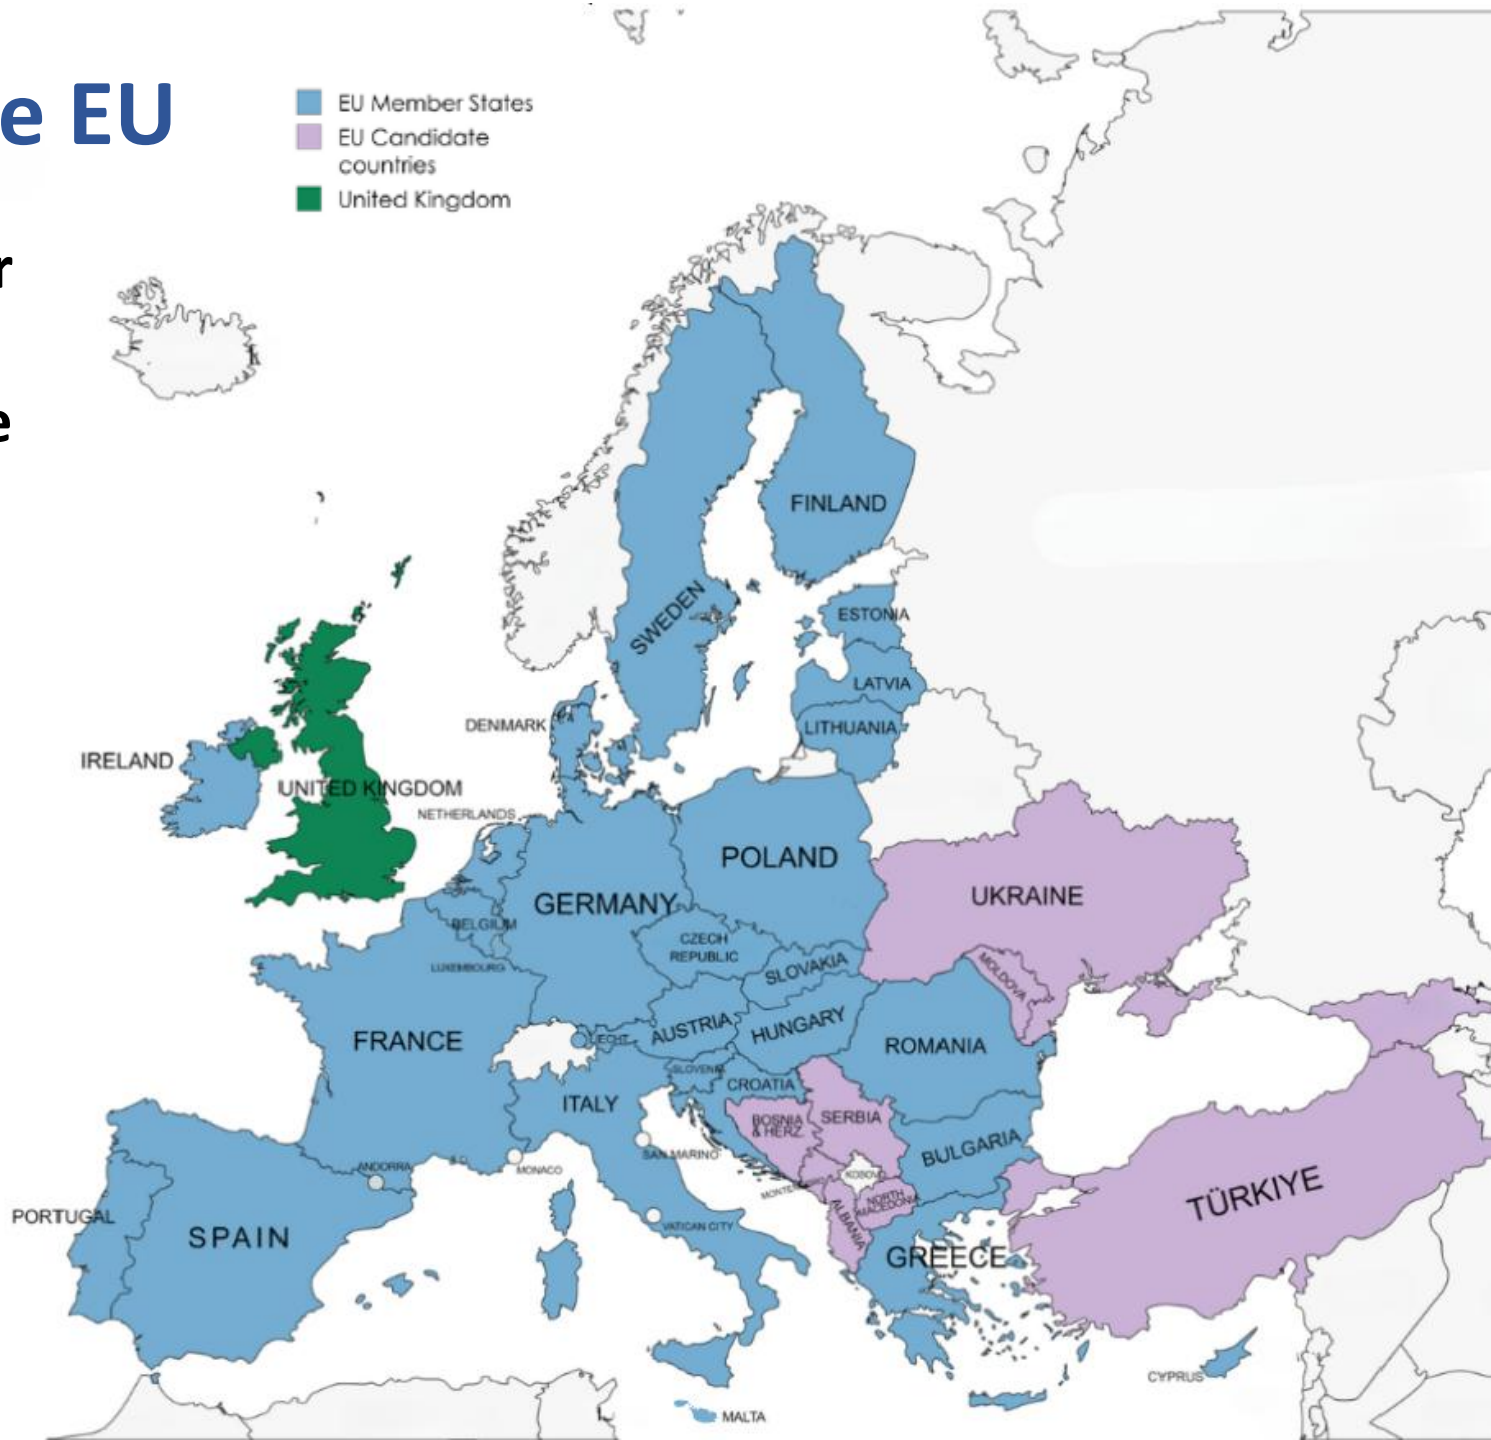 e EU
EU Member States
EU Candidate
countries
United Kingdom
r
e
FINLAND
SWEDEN
ESTONIA
LATVIA
LITHUANIA
DENMARK
IRELAND
UNITED KINGDOM
NETHERLANDS
POLAND
GERMANY
UKRAINE
BELGIUM
CZECH
REPUBLIC
LUXEMBOURG
SLOVAKIA
MOLDOVA
FRANCE
LIECHT.
AUSTRIA
HUNGARY
ROMANIA
SLOVENIA
CROATIA
ITALY
BOSNIA
& HERZ.
SERBIA
BULGARIA
SAN MARINO
ANDORRA
MONACO
KOSOVO
MONTENEGRO
NORTH
MACEDONIA
TÜRKIYE
PORTUGAL
SPAIN
VATICAN CITY
ALBANIA
GREECE
CYPRUS
MALTA